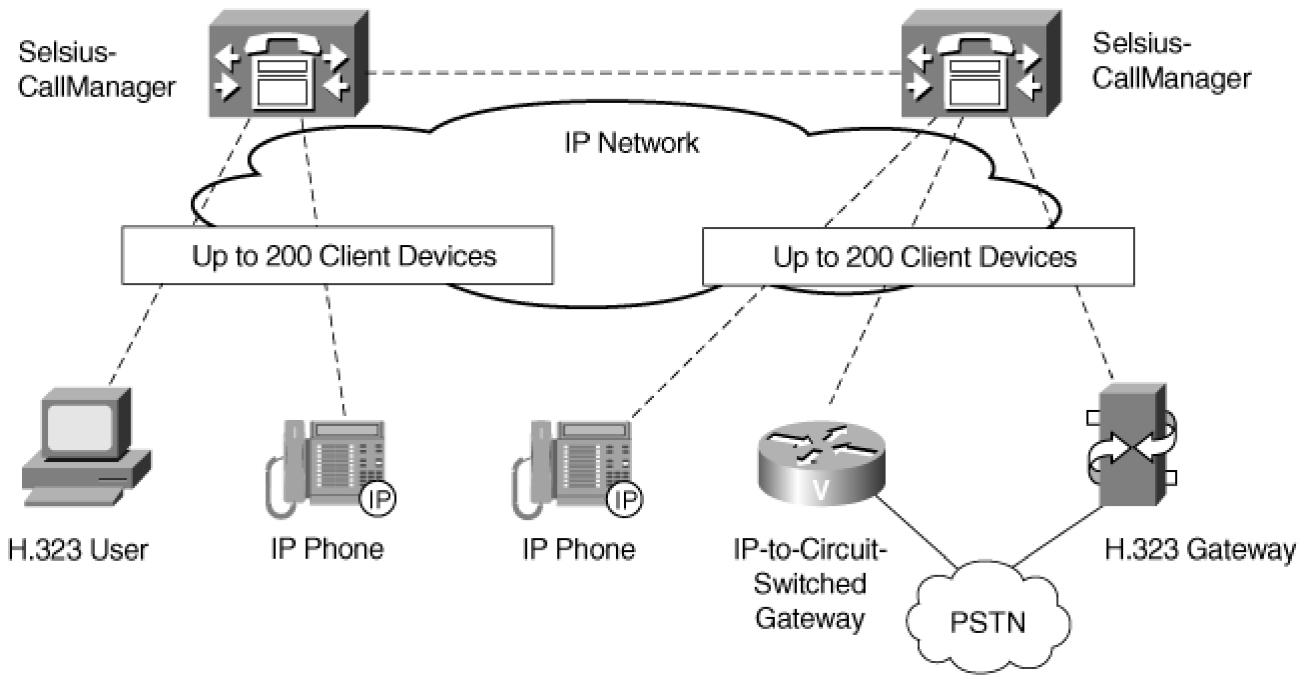 Selsius-
CallManager
Selsius-
CallManager
IP Network
Up to 200 Client Devices
Up to 200 Client Devices
IP
IP
V
H.323 User
IP Phone
IP Phone
IP-to-Circuit-
Switched
Gateway
H.323 Gateway
PSTN